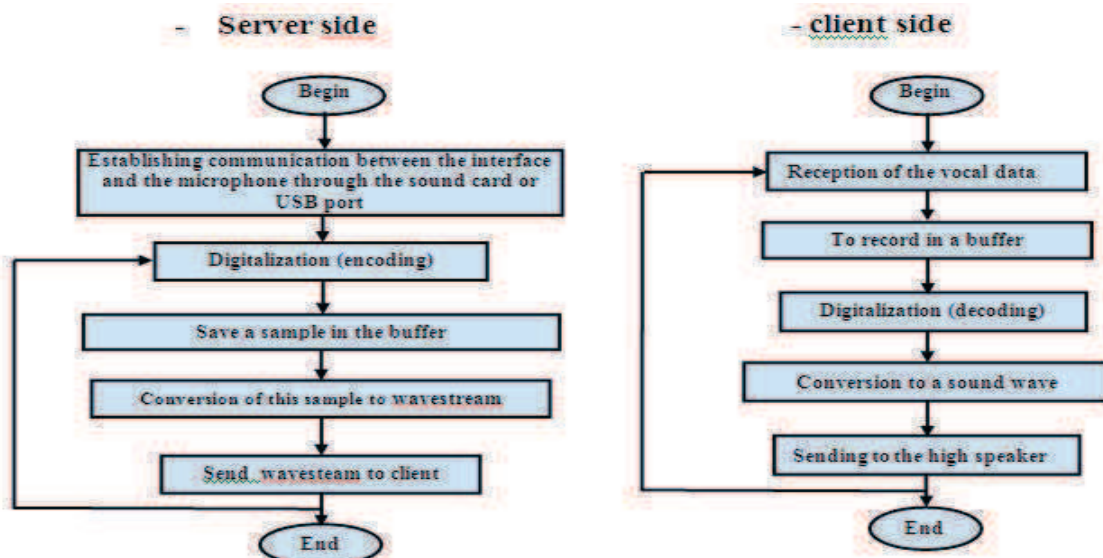 - Server side
Begin
Establishing communication between the interface
and the microphone through the sound card or
USB port
Digitalization (encoding)
Save a sample in the buffer
Conversion of this sample to wavestream
Send wavesteam to client
End
- client side
Begin
Reception of the vocal data
To record in a buffer
Digitalization (decoding)
Conversion to a sound wave
Sending to the high speaker
End